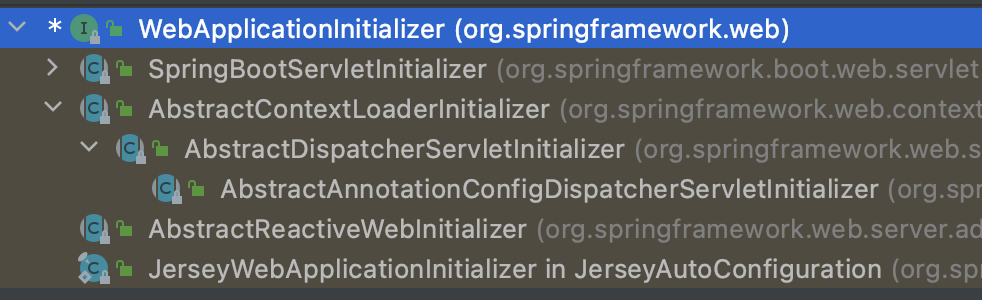 * I WebApplicationInitializer (org.springframework.web)
C SpringBootServletInitializer (org.springframework.boot.web.servlet
C AbstractContextLoaderInitializer (org.springframework.web.context
C AbstractDispatcherServletInitializer (org.springframework.web.s
C AbstractAnnotationConfigDispatcherServletInitializer (org.spr
C AbstractReactiveWebInitializer (org.springframework.web.server.ad
C JerseyWebApplicationInitializer in JerseyAutoConfiguration (org.sp